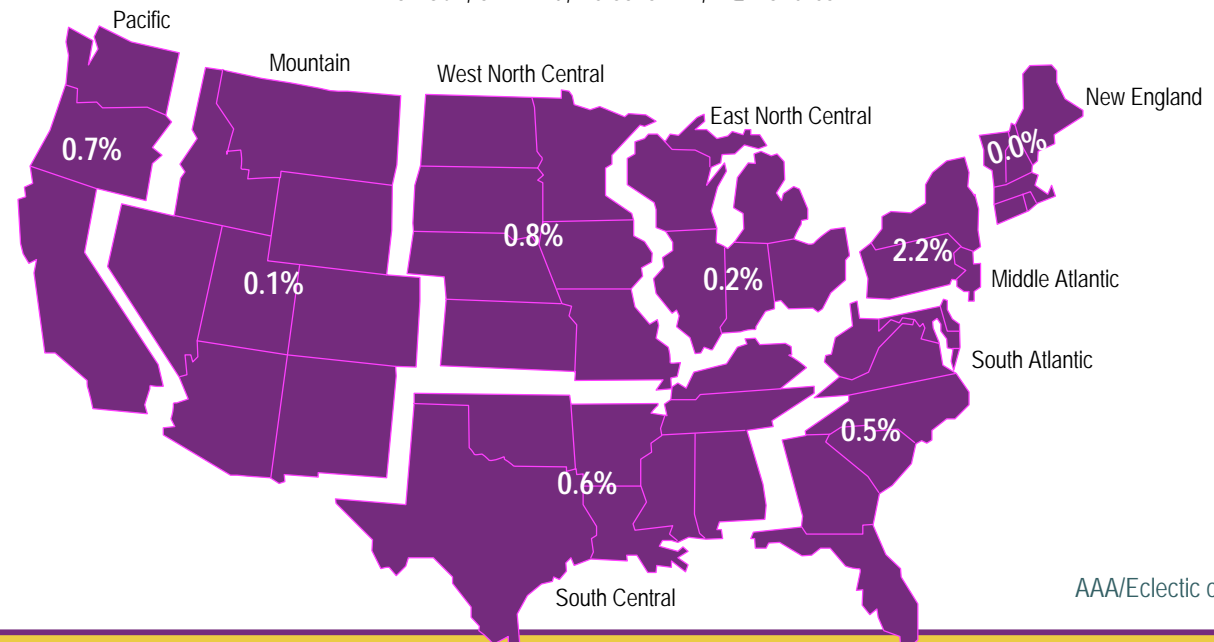 Pacific
Mountain
West North Central
East North Central
New England
0.7%
0.0%
0.8%
2.2%
0.1%
0.2%
Middle Atlantic
South Atlantic
0.5%
0.6%
South Central
AAA/Eclectic